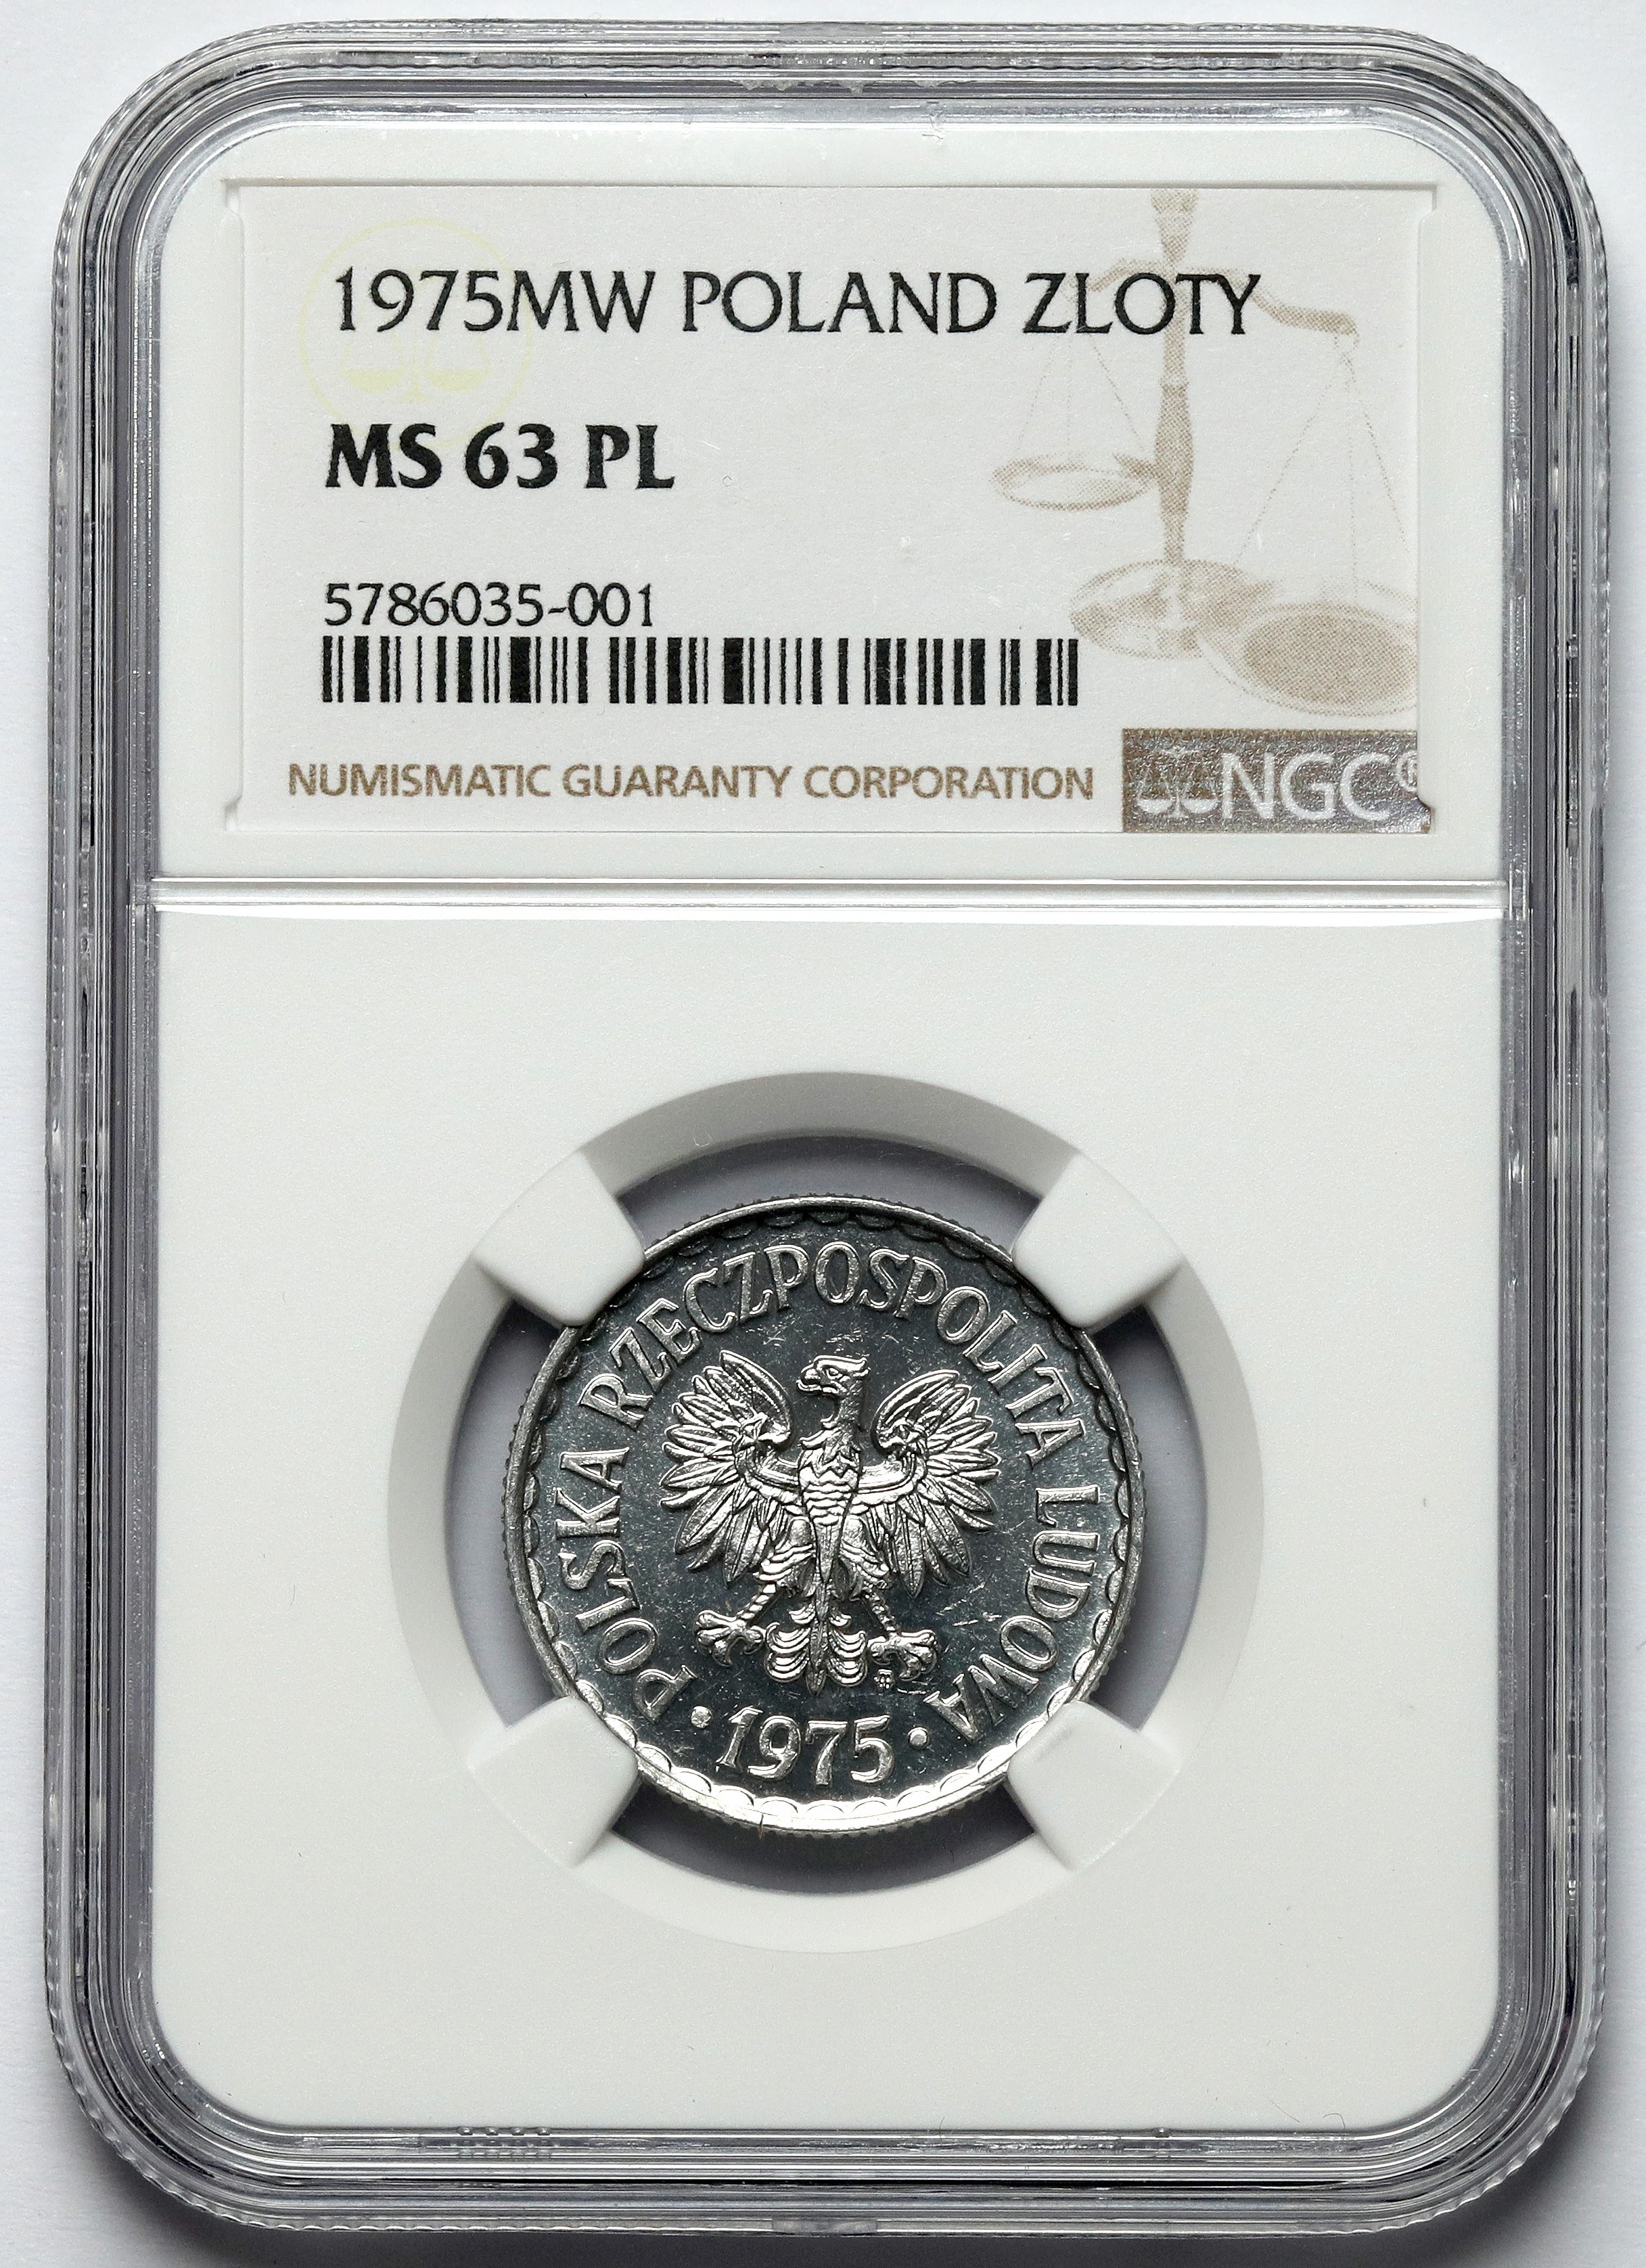 1975MW POLAND ZLOTY
MS 63 PL
5786035-001
NUMISMATIC GUARANTY CORPORATION
NGC®
POLSKA RZECZPOSPOLITA LUDOWA
· 1975 ·